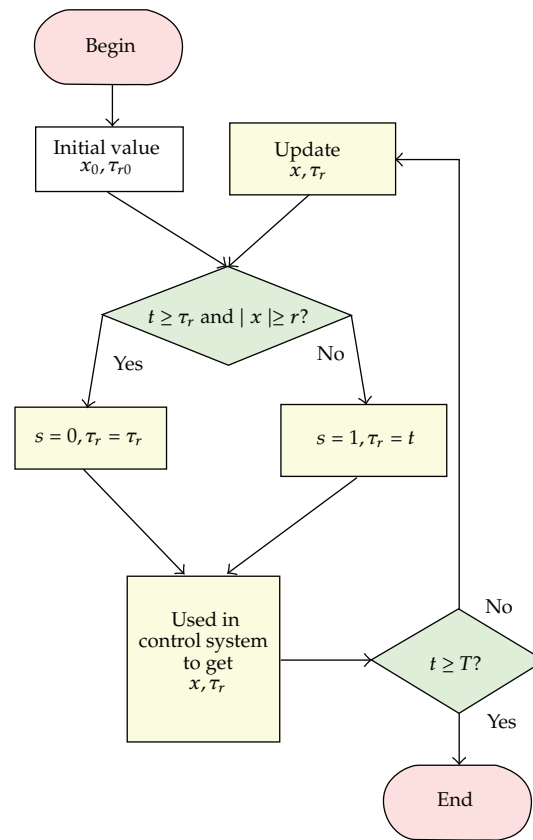 Begin
Initial value
x₀, τᵣ₀
Update
x, τᵣ
t ≥ τᵣ and | x |≥ r?
Yes
No
s = 0, τᵣ = τᵣ
s = 1, τᵣ = t
Used in
control system
to get
x, τᵣ
No
t ≥ T?
Yes
End